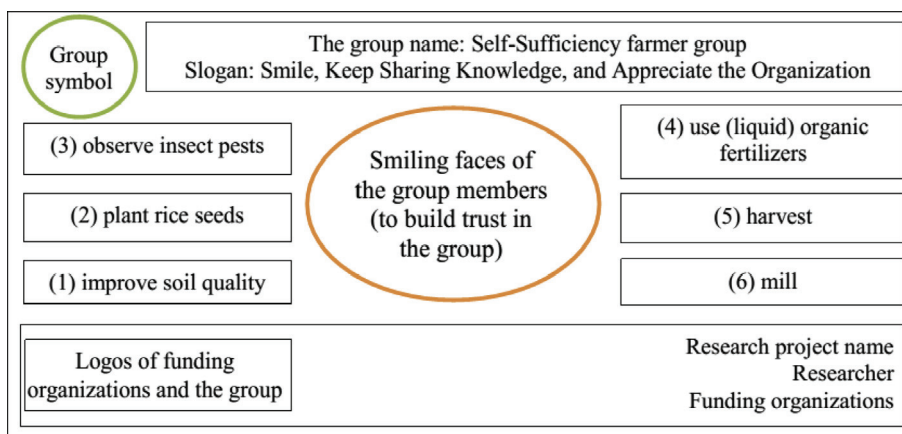 Group
symbol
The group name: Self-Sufficiency farmer group
Slogan: Smile, Keep Sharing Knowledge, and Appreciate the Organization
(3) observe insect pests
(2) plant rice seeds
(1) improve soil quality
Smiling faces of
the group members
(to build trust in
the group)
(4) use (liquid) organic
fertilizers
(5) harvest
(6) mill
Logos of funding
organizations and the group
Research project name
Researcher
Funding organizations